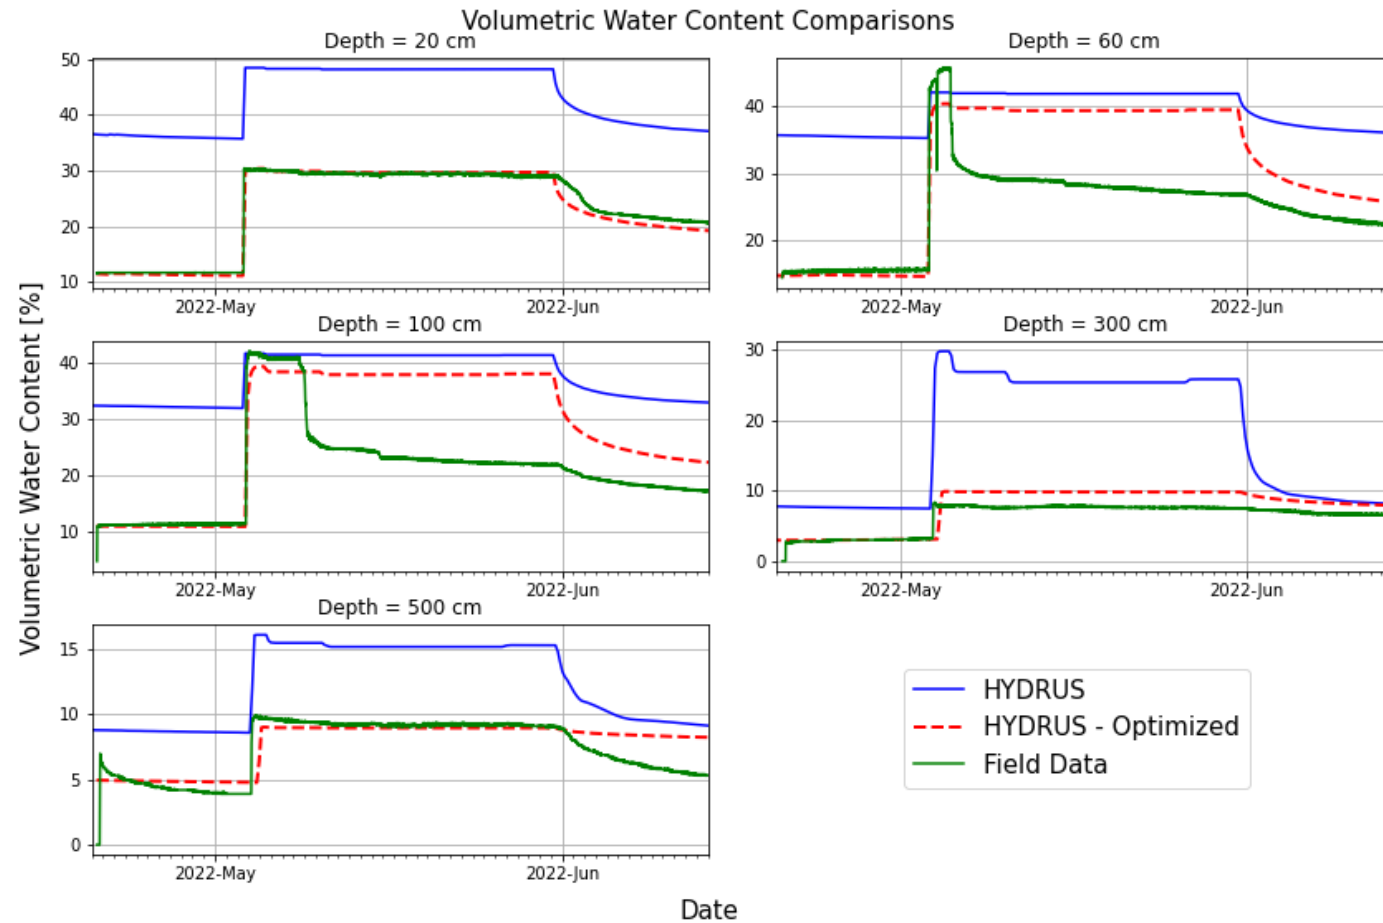 Volumetric Water Content Comparisons
Depth = 20 cm
50
40
30
20
10
2022-May
2022-Jun
Depth = 60 cm
40
30
20
2022-May
2022-Jun
Depth = 100 cm
40
30
20
10
2022-May
2022-Jun
Depth = 300 cm
30
20
10
0
2022-May
2022-Jun
Depth = 500 cm
15
10
5
0
2022-May
2022-Jun
HYDRUS
HYDRUS - Optimized
Field Data
Volumetric Water Content [%]
Date